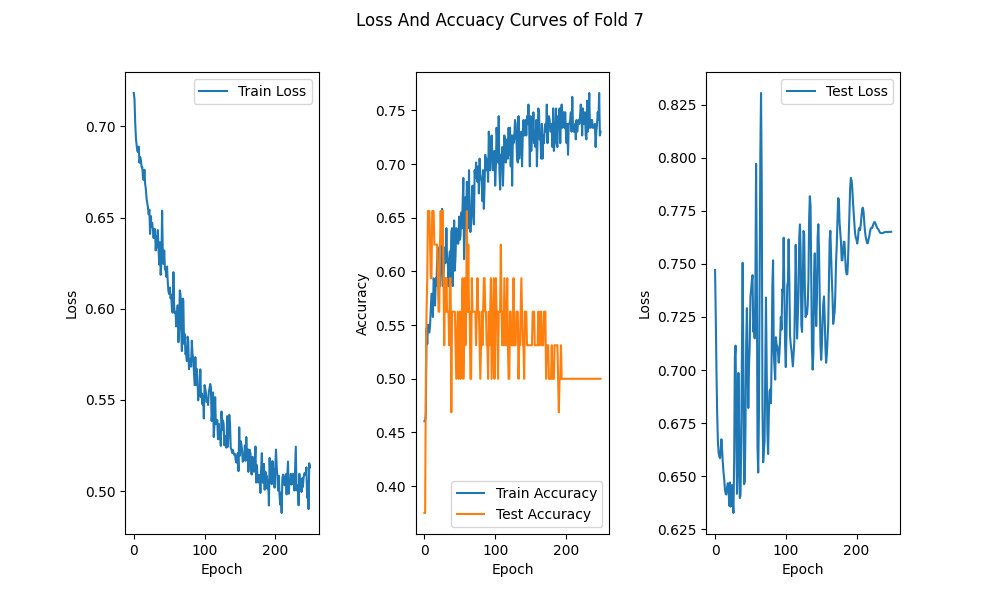 Loss And Accuacy Curves of Fold 7
Train Loss
0.70
0.65
0.60
0.55
0.50
Loss
0
100
200
Epoch
0.75
0.70
0.65
0.60
0.55
0.50
0.45
0.40
Accuracy
Train Accuracy
Test Accuracy
0
100
200
Epoch
Test Loss
0.825
0.800
0.775
0.750
0.725
0.700
0.675
0.650
0.625
Loss
0
100
200
Epoch